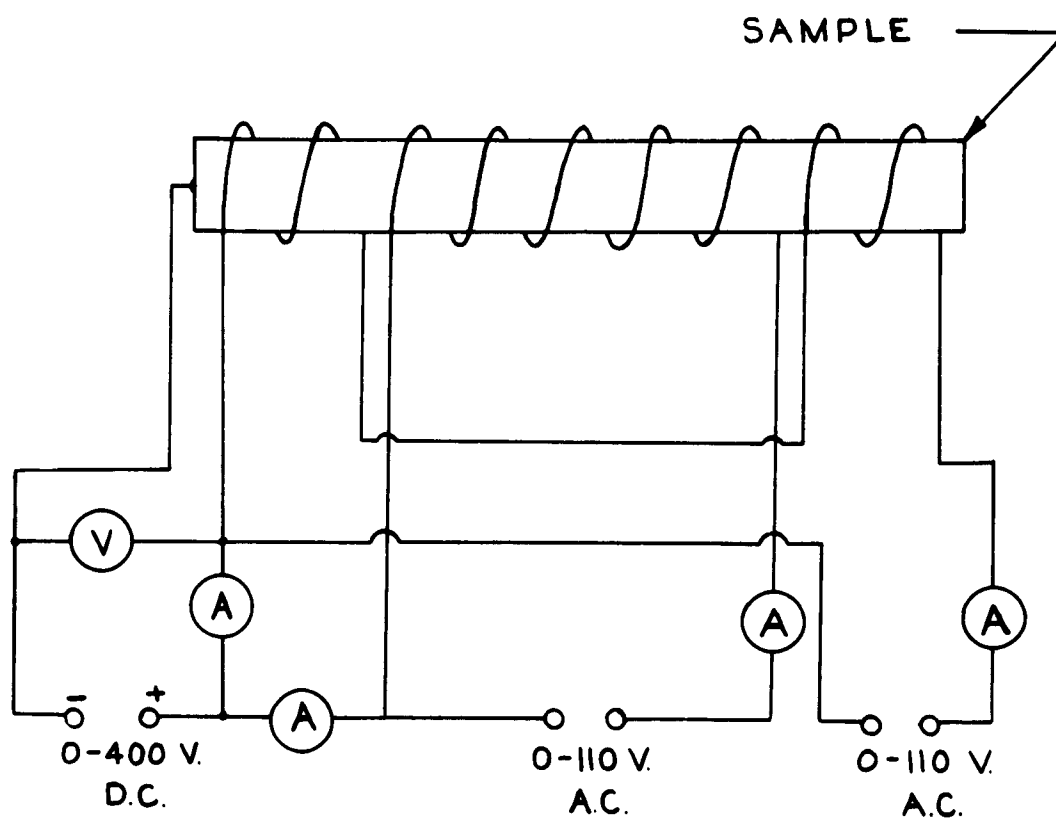 SAMPLE
V
A
A
A
A
- +
0-400 V.
D.C.
0-110 V.
A.C.
0-110 V.
A.C.